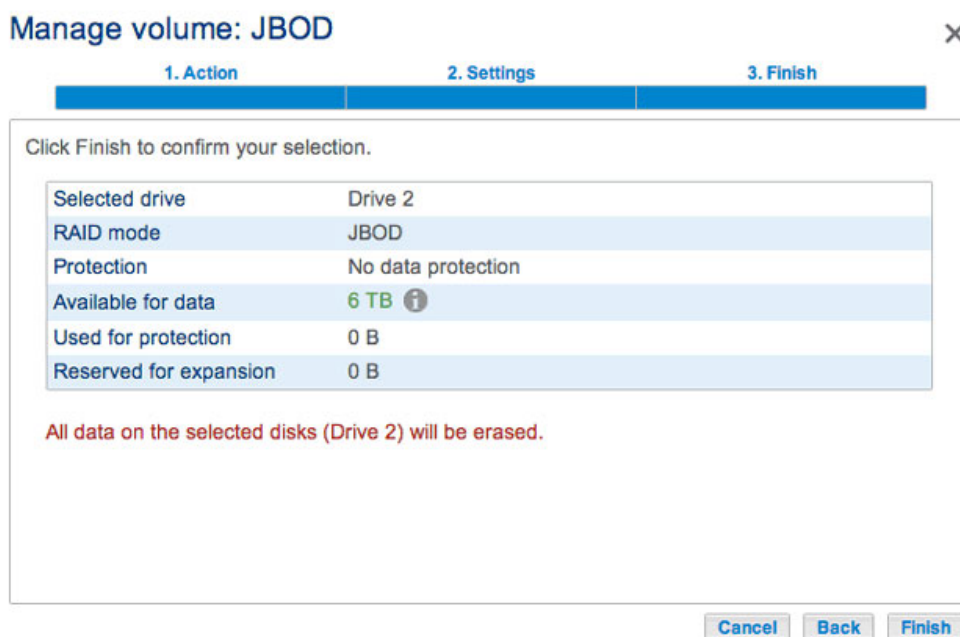 Manage volume: JBOD
1. Action 2. Settings 3. Finish
Click Finish to confirm your selection.
Selected drive Drive 2
RAID mode JBOD
Protection No data protection
Available for data 6 TB
Used for protection 0 B
Reserved for expansion 0 B
All data on the selected disks (Drive 2) will be erased.
Cancel Back Finish